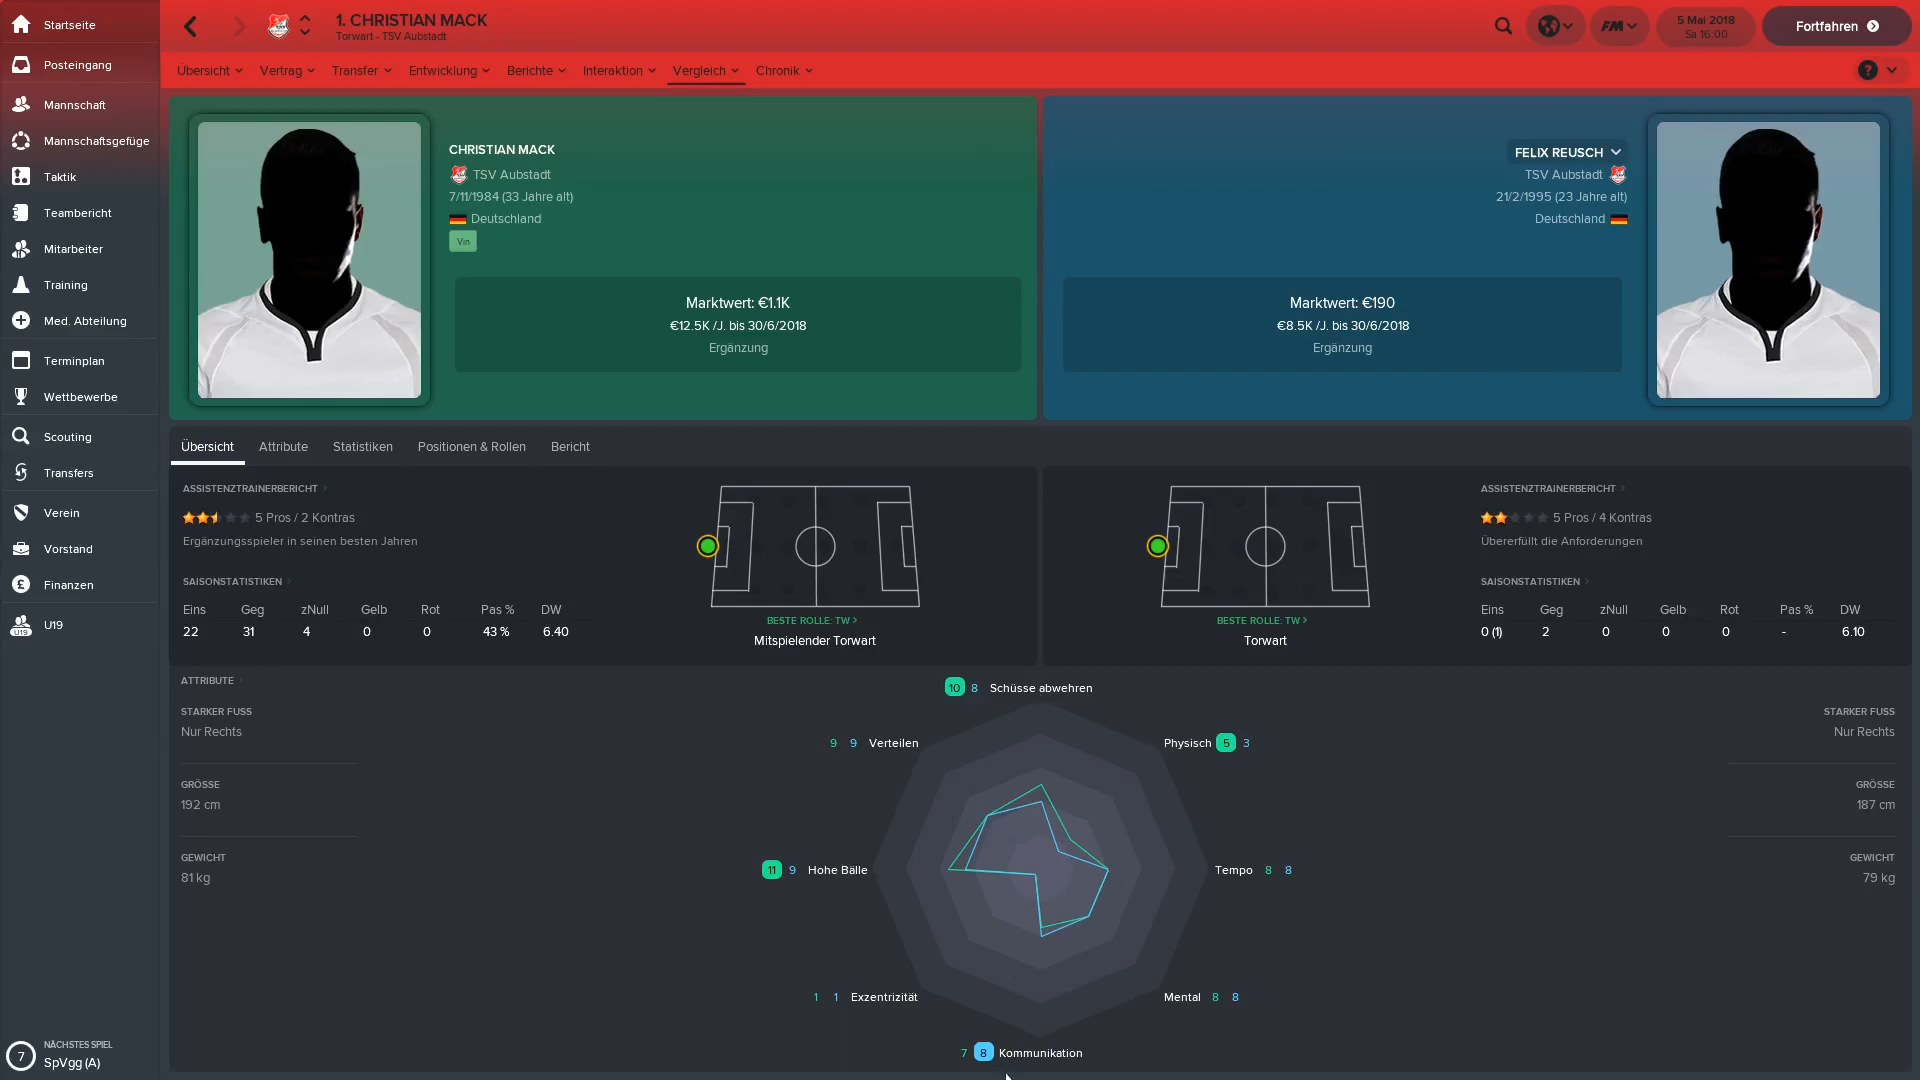 Startseite
Posteingang
Mannschaft
Mannschaftsgefüge
Taktik
Teambericht
Mitarbeiter
Training
Med. Abteilung
Terminplan
Wettbewerbe
Scouting
Transfers
Verein
Vorstand
Finanzen
U19
U19
7
NÄCHSTES SPIEL
SpVgg (A)
1. CHRISTIAN MACK
Torwart - TSV Aubstadt
FM
5 Mai 2018
Sa 16:00
Fortfahren
Übersicht Vertrag Transfer Entwicklung Berichte Interaktion Vergleich Chronik
?
CHRISTIAN MACK
TSV Aubstadt
7/11/1984 (33 Jahre alt)
Deutschland
Vin
Marktwert: €1.1K
€12.5K /J. bis 30/6/2018
Ergänzung
FELIX REUSCH
TSV Aubstadt
21/2/1995 (23 Jahre alt)
Deutschland
Marktwert: €190
€8.5K /J. bis 30/6/2018
Ergänzung
Übersicht Attribute Statistiken Positionen & Rollen Bericht
ASSISTENZTRAINERBERICHT
5 Pros / 2 Kontras
Ergänzungsspieler in seinen besten Jahren
SAISONSTATISTIKEN
Eins Geg zNull Gelb Rot Pas % DW
22 31 4 0 0 43 % 6.40
BESTE ROLLE: TW
Mitspielender Torwart
BESTE ROLLE: TW
Torwart
ASSISTENZTRAINERBERICHT
5 Pros / 4 Kontras
Übererfüllt die Anforderungen
SAISONSTATISTIKEN
Eins Geg zNull Gelb Rot Pas % DW
0 (1) 2 0 0 0 - 6.10
ATTRIBUTE
STARKER FUSS
Nur Rechts
GRÖSSE
192 cm
GEWICHT
81 kg
10 8 Schüsse abwehren
9 9 Verteilen
Physisch 5 3
11 9 Hohe Bälle
Tempo 8 8
1 1 Exzentrizität
Mental 8 8
7 8 Kommunikation
STARKER FUSS
Nur Rechts
GRÖSSE
187 cm
GEWICHT
79 kg